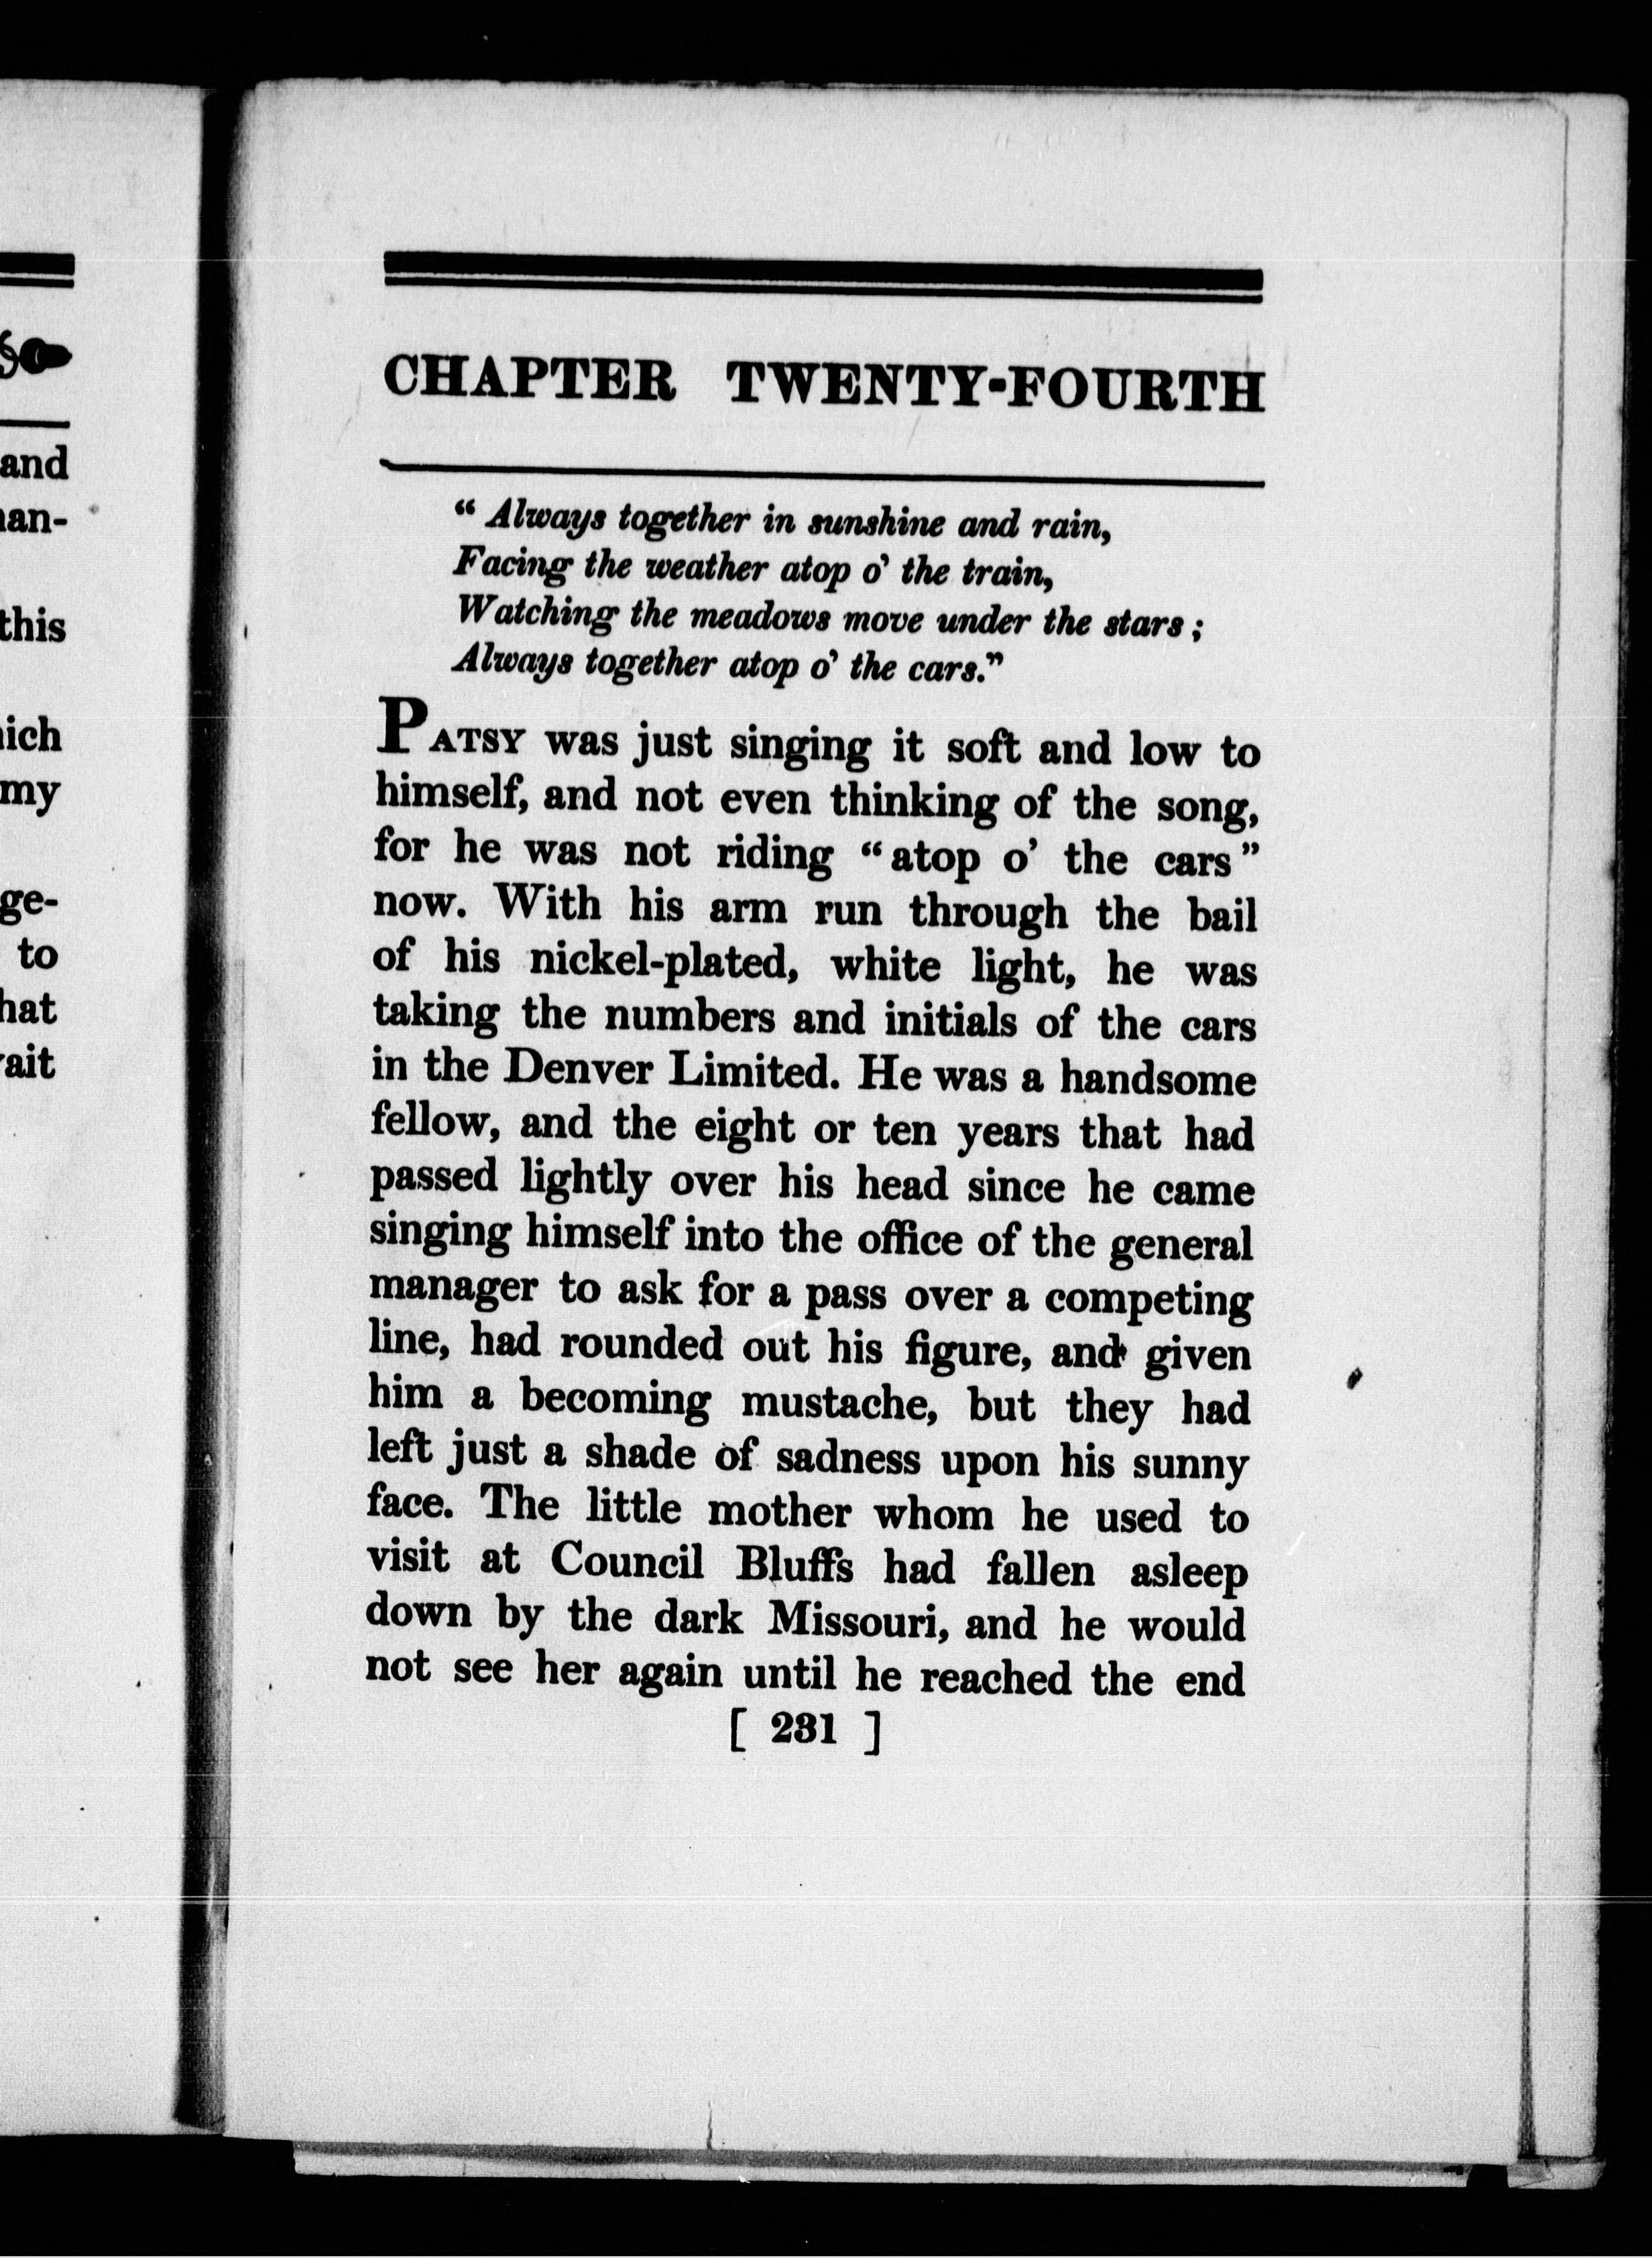 and
this
my
ge-
to
CHAPTER TWENTY-FOURTH
“ Always together in sunshine and rain,
Facing the weather atop o’ the train,
Watching the meadows move under the stars ;
Always together atop o’ the cars.”
PATSY was just singing it soft and low to
himself, and not even thinking of the song,
for he was not riding “atop o’ the cars”
now. With his arm run through the bail
of his nickel-plated, white light, he was
taking the numbers and initials of the cars
in the Denver Limited. He was a handsome
fellow, and the eight or ten years that had
passed lightly over his head since he came
singing himself into the office of the general
manager to ask for a pass over a competing
line, had rounded out his figure, and given
him a becoming mustache, but they had
left just a shade of sadness upon his sunny
face. The little mother whom he used to
visit at Council Bluffs had fallen asleep
down by the dark Missouri, and he would
not see her again until he reached the end
[ 231 ]